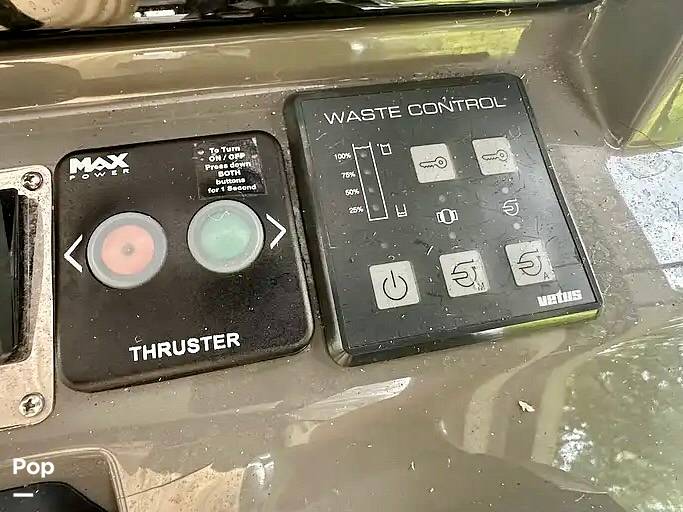 MAX
POWER
To Turn
ON / OFF
Press down
BOTH
buttons
for 1 Second
THRUSTER
WASTE CONTROL
100%
75%
50%
25%
M
A
vetus
Pop